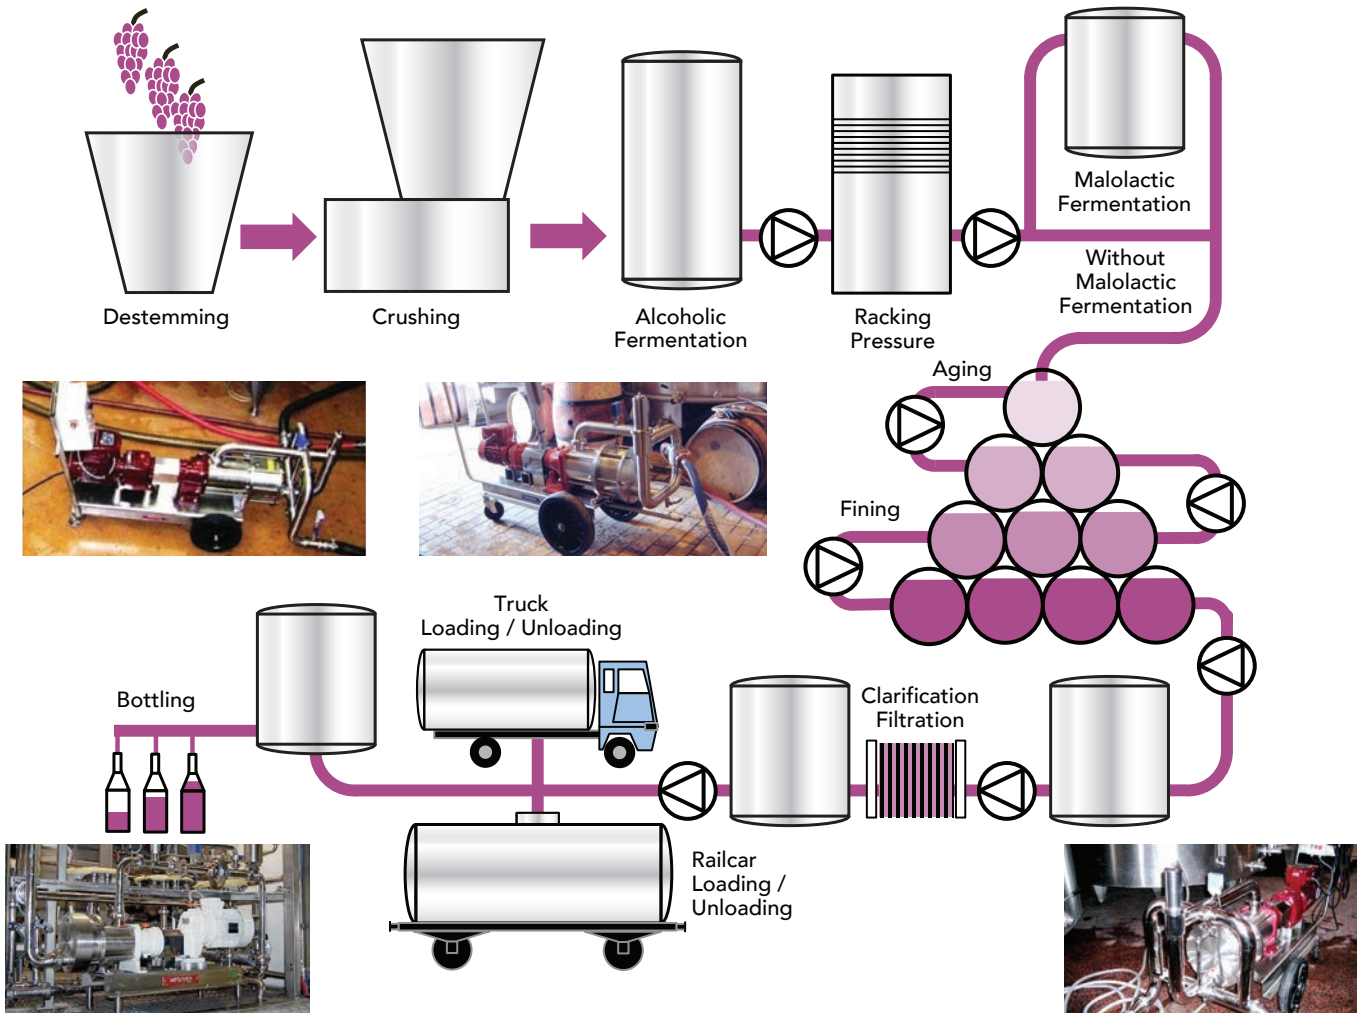 Destemming
Crushing
Alcoholic
Fermentation
Racking
Pressure
Malolactic
Fermentation
Without
Malolactic
Fermentation
Aging
Fining
Truck
Loading / Unloading
Bottling
Clarification
Filtration
Railcar
Loading /
Unloading